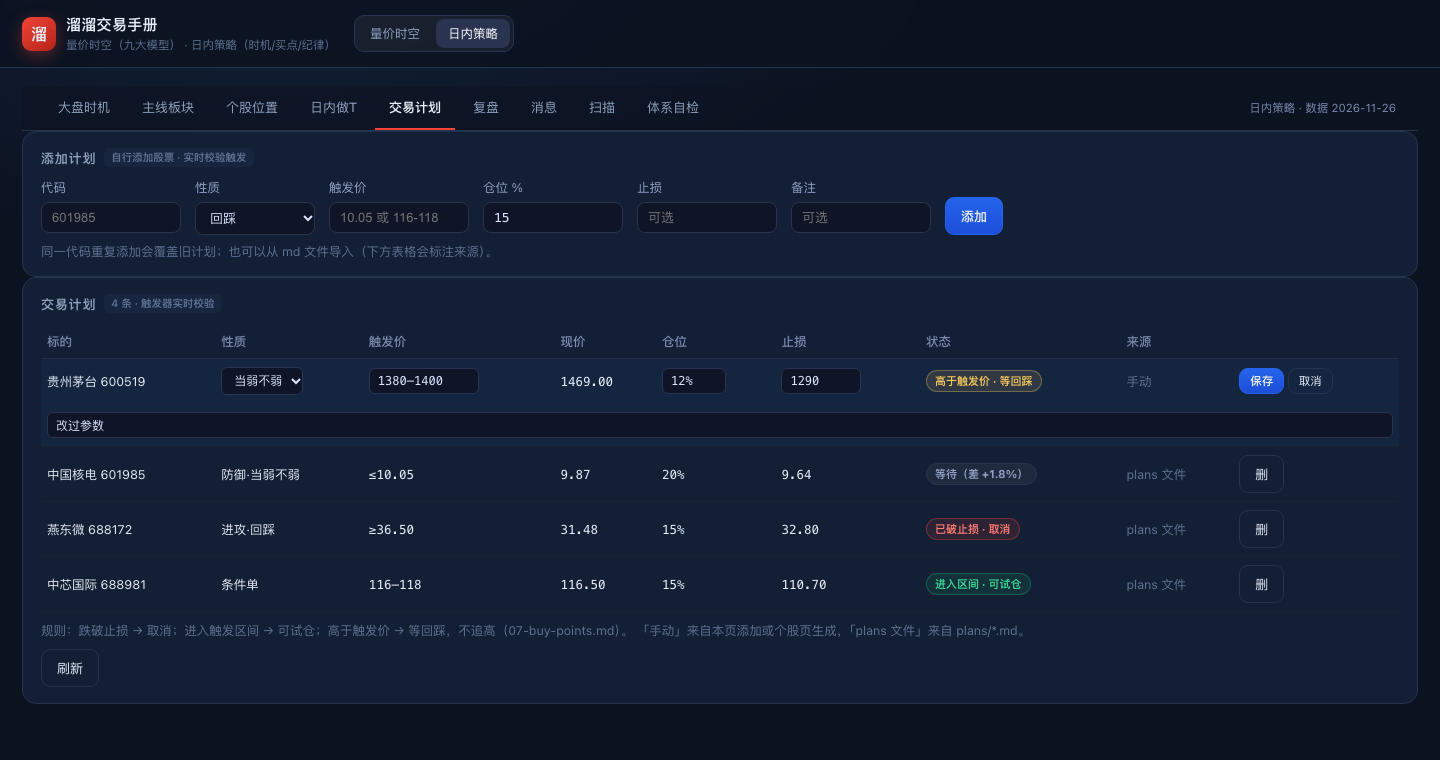 溜
溜溜交易手册
量价时空（九大模型） · 日内策略（时机/买点/纪律）
量价时空 日内策略
大盘时机 主线板块 个股位置 日内做T 交易计划 复盘 消息 扫描 体系自检 日内策略 · 数据 2026-11-26
添加计划 自行添加股票 · 实时校验触发
代码 性质 触发价 仓位 % 止损 备注
601985 回踩 10.05 或 116-118 15 可选 可选 添加
同一代码重复添加会覆盖旧计划；也可以从 md 文件导入（下方表格会标注来源）。
交易计划 4 条 · 触发器实时校验
标的 性质 触发价 现价 仓位 止损 状态 来源
贵州茅台 600519 当弱不弱 1380—1400 1469.00 12% 1290 高于触发价 · 等回踩 手动 保存 取消
改过参数
中国核电 601985 防御·当弱不弱 ≤10.05 9.87 20% 9.64 等待（差 +1.8%） plans 文件 删
燕东微 688172 进攻·回踩 ≥36.50 31.48 15% 32.80 已破止损 · 取消 plans 文件 删
中芯国际 688981 条件单 116—118 116.50 15% 110.70 进入区间 · 可试仓 plans 文件 删
规则：跌破止损 → 取消；进入触发区间 → 可试仓；高于触发价 → 等回踩，不追高（07-buy-points.md）。 「手动」来自本页添加或个股页生成，「plans 文件」来自 plans/*.md。
刷新